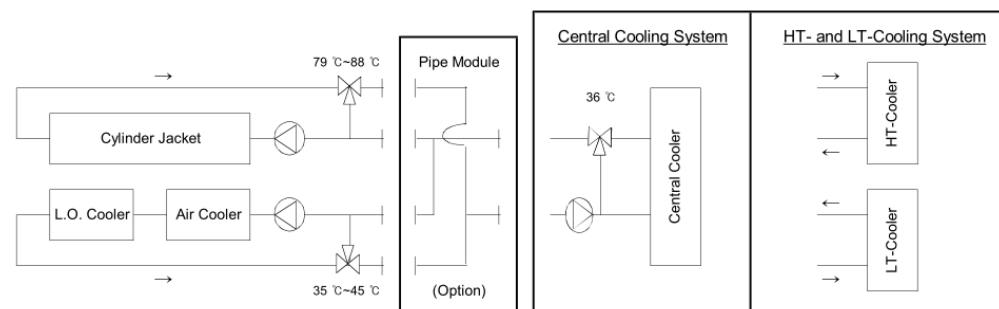 Central Cooling System
HT- and LT-Cooling System
79 ℃~88 ℃
Pipe Module
36 ℃
Cylinder Jacket
Central Cooler
HT-Cooler
L.O. Cooler
Air Cooler
LT-Cooler
35 ℃~45 ℃
(Option)